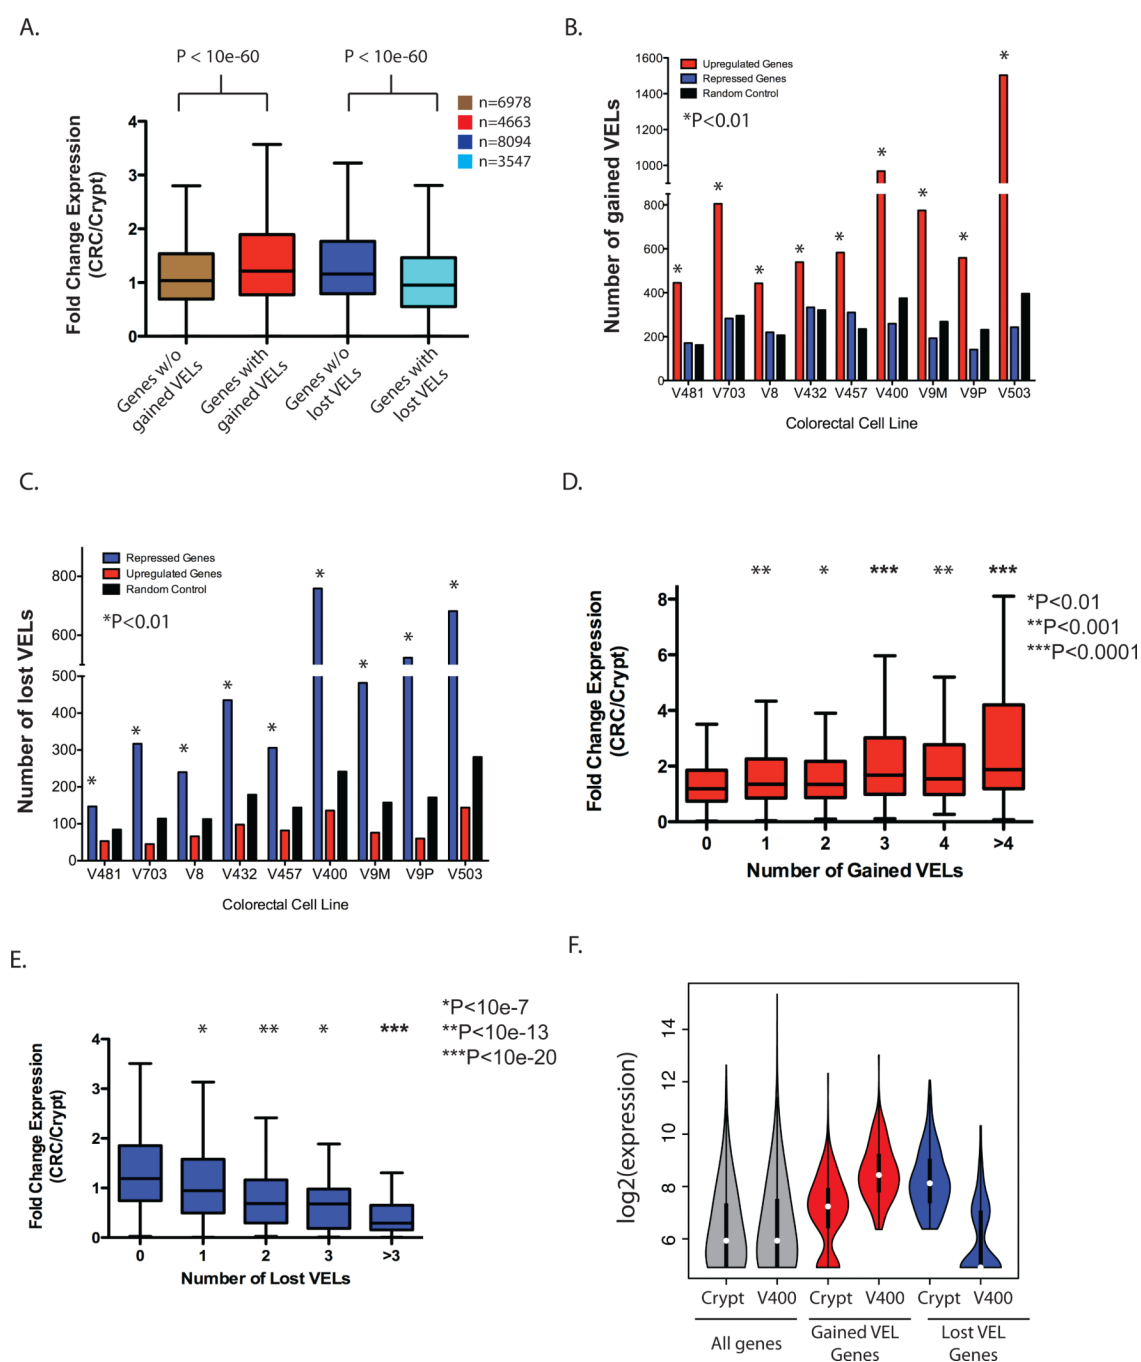 A.
P < 10e-60
P < 10e-60
n=6978
n=4663
n=8094
n=3547
Fold Change Expression
(CRC/Crypt)
4
3
2
1
0
Genes w/o
gained VELs
Genes with
gained VELs
Genes w/o
lost VELs
Genes with
lost VELs
B.
Upregulated Genes
Repressed Genes
Random Control
*P<0.01
Number of gained VELs
1600
1400
1200
1000
800
600
400
200
0
* * * * * * * * *
V481 V703 V8 V432 V457 V400 V9M V9P V503
Colorectal Cell Line
C.
Repressed Genes
Upregulated Genes
Random Control
*P<0.01
Number of lost VELs
800
600
500
400
300
200
100
0
* * * * * * * * *
V481 V703 V8 V432 V457 V400 V9M V9P V503
Colorectal Cell Line
D.
** * *** ** ***
*P<0.01
**P<0.001
***P<0.0001
Fold Change Expression
(CRC/Crypt)
8
6
4
2
0
0 1 2 3 4 >4
Number of Gained VELs
E.
* ** * ***
*P<10e-7
**P<10e-13
***P<10e-20
Fold Change Expression
(CRC/Crypt)
4
3
2
1
0
0 1 2 3 >3
Number of Lost VELs
F.
log2(expression)
14
12
10
8
6
Crypt V400 Crypt V400 Crypt V400
All genes
Gained VEL
Genes
Lost VEL
Genes